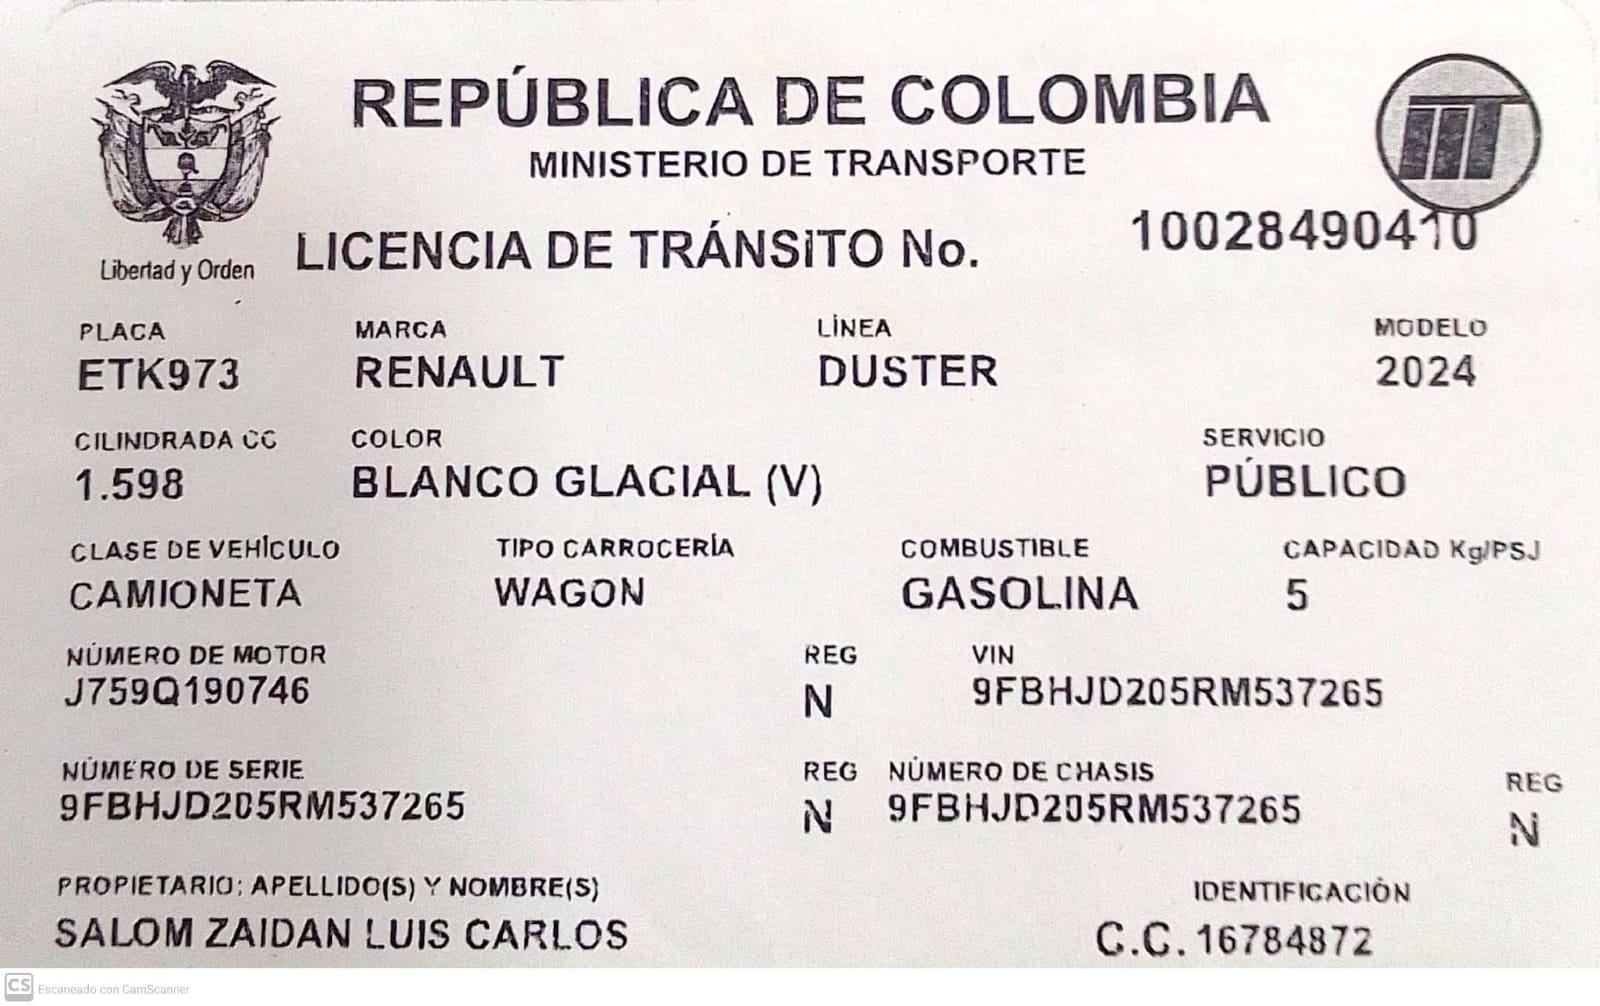 REPÚBLICA DE COLOMBIA
MINISTERIO DE TRANSPORTE
Libertad y Orden
LICENCIA DE TRÁNSITO No. 10028490410
PLACA MARCA LÍNEA MODELO
ETK973 RENAULT DUSTER 2024
CILINDRADA CC COLOR SERVICIO
1.598 BLANCO GLACIAL (V) PÚBLICO
CLASE DE VEHÍCULO TIPO CARROCERÍA COMBUSTIBLE CAPACIDAD Kg/PSJ
CAMIONETA WAGON GASOLINA 5
NÚMERO DE MOTOR REG VIN
J759Q190746 N 9FBHJD205RM537265
NÚMERO DE SERIE REG NÚMERO DE CHASIS REG
9FBHJD205RM537265 N 9FBHJD205RM537265 N
PROPIETARIO: APELLIDO(S) Y NOMBRE(S) IDENTIFICACIÓN
SALOM ZAIDAN LUIS CARLOS C.C. 16784872
CS Escaneado con CamScanner